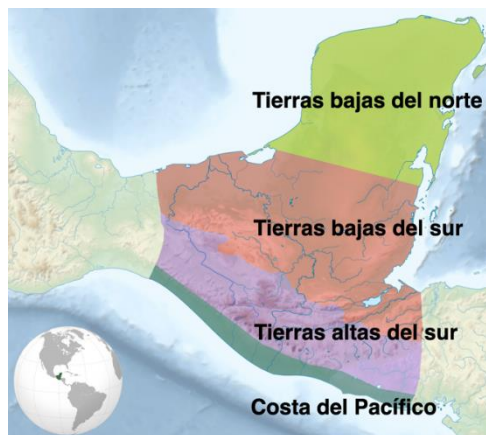 Tierras bajas del norte
Tierras bajas del sur
Tierras altas del sur
Costa del Pacífico